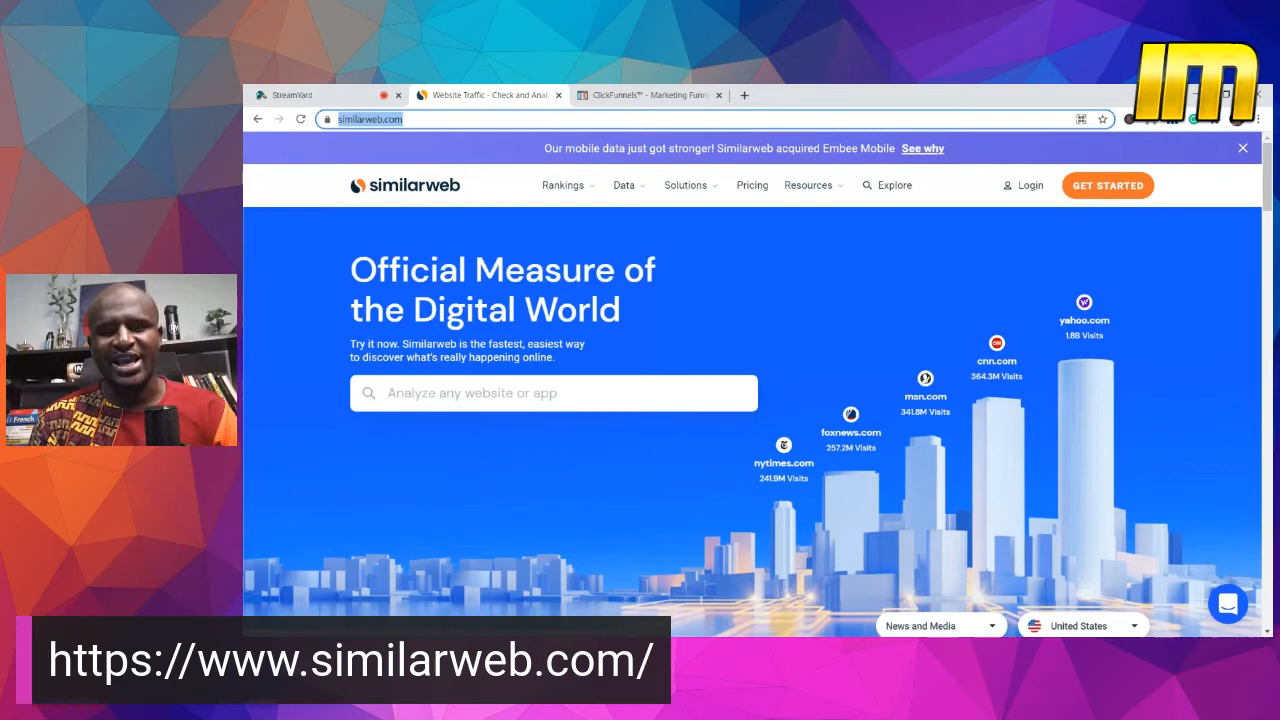 IM
StreamYard
Website Traffic - Check and Anal
ClickFunnels™ - Marketing Funn
similarweb.com
Our mobile data just got stronger! Similarweb acquired Embee Mobile See why
similarweb
Rankings
Data
Solutions
Pricing
Resources
Explore
Login
GET STARTED
Official Measure of
the Digital World
Try it now. Similarweb is the fastest, easiest way
to discover what's really happening online.
Analyze any website or app
yahoo.com
1.8B Visits
cnn.com
364.3M Visits
msn.com
341.8M Visits
foxnews.com
257.2M Visits
nytimes.com
241.9M Visits
News and Media
United States
French
https://www.similarweb.com/